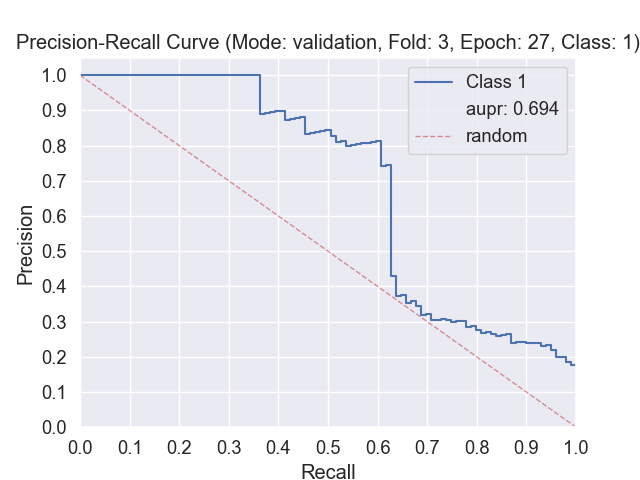 Precision-Recall Curve (Mode: validation, Fold: 3, Epoch: 27, Class: 1)
Class 1
aupr: 0.694
random
Precision
1.0
0.9
0.8
0.7
0.6
0.5
0.4
0.3
0.2
0.1
0.0
0.0 0.1 0.2 0.3 0.4 0.5 0.6 0.7 0.8 0.9 1.0
Recall